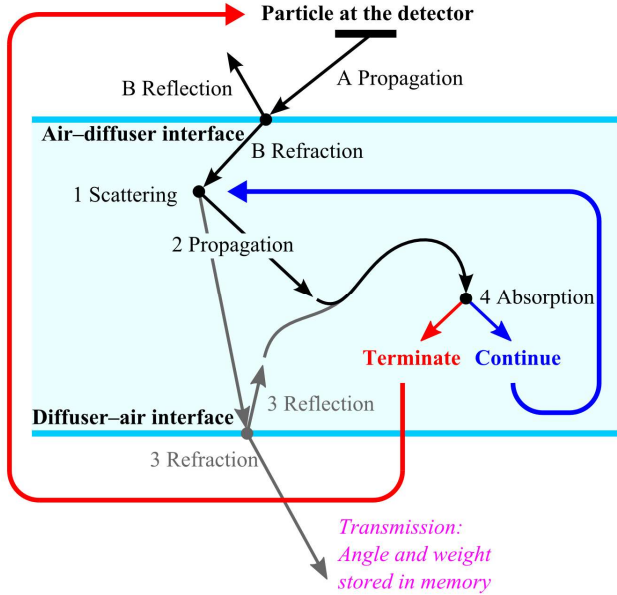 Particle at the detector
A Propagation
B Reflection
Air–diffuser interface
B Refraction
1 Scattering
2 Propagation
4 Absorption
Terminate
Continue
3 Reflection
Diffuser–air interface
3 Refraction
Transmission:
Angle and weight
stored in memory